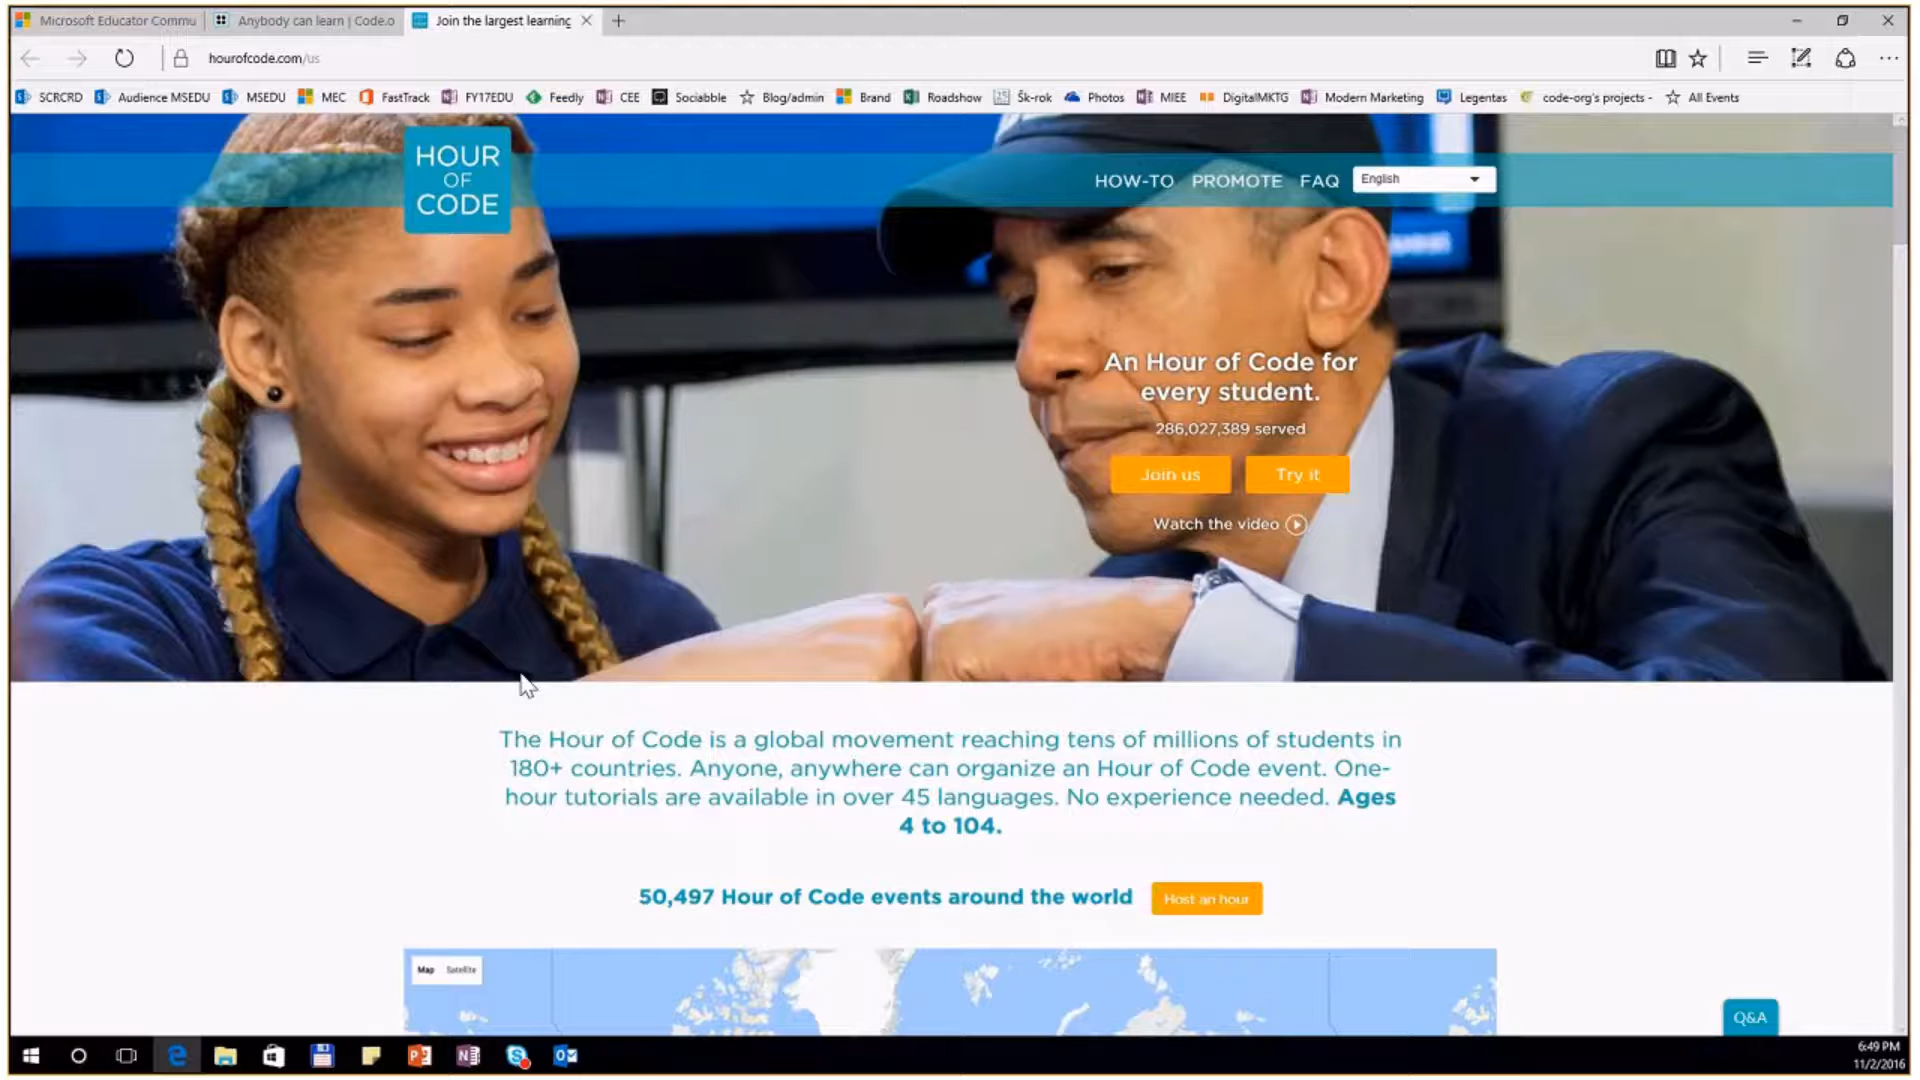 Microsoft Educator Commu
Anybody can learn | Code.o
Join the largest learning
hourofcode.com/us
SCRCRD
Audience MSEDU
MSEDU
MEC
FastTrack
FY17EDU
Feedly
CEE
Sociabble
Blog/admin
Brand
Roadshow
Šk-rok
Photos
MIEE
DigitalMKTG
Modern Marketing
Legentas
code-org's projects -
All Events
HOUR
OF
CODE
HOW-TO
PROMOTE
FAQ
English
An Hour of Code for
every student.
286,027,389 served
Join us
Try it
Watch the video
The Hour of Code is a global movement reaching tens of millions of students in
180+ countries. Anyone, anywhere can organize an Hour of Code event. One-
hour tutorials are available in over 45 languages. No experience needed. Ages
4 to 104.
50,497 Hour of Code events around the world
Host an hour
Map
Satellite
Q&A
6:49 PM
11/2/2016